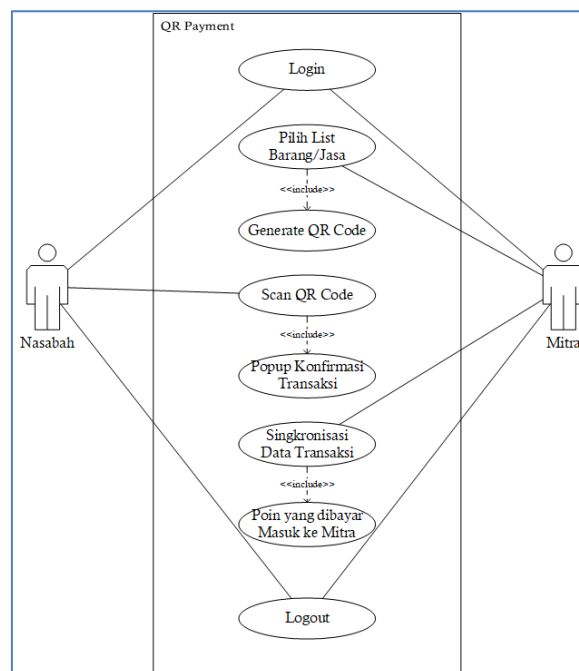 QR Payment
Login
Pilih List
Barang/Jasa
<<include>>
Generate QR Code
Scan QR Code
Nasabah
Mitra
<<include>>
Popup Konfirmasi
Transaksi
Singkronisasi
Data Transaksi
<<include>>
Poin yang dibayar
Masuk ke Mitra
Logout